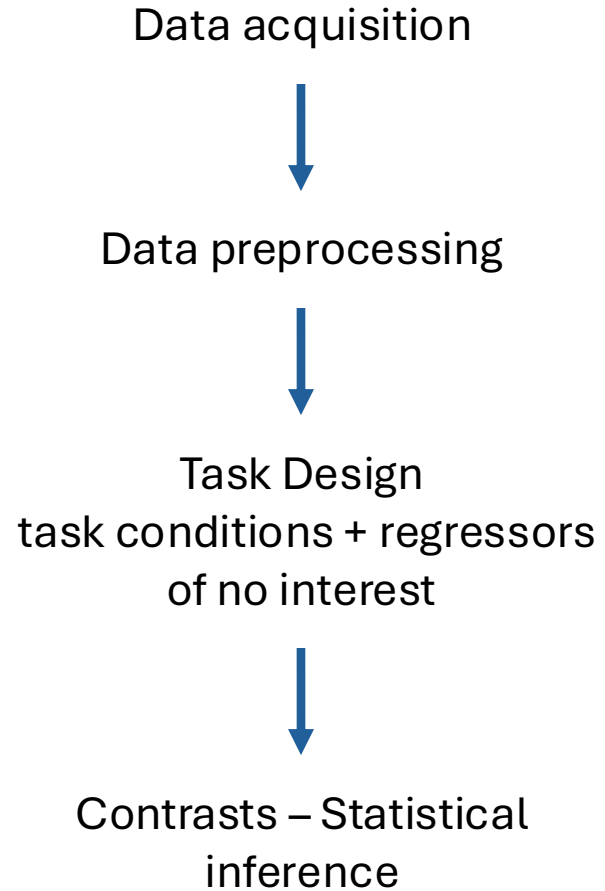 Data acquisition
Data preprocessing
Task Design
task conditions + regressors
of no interest
Contrasts – Statistical
inference